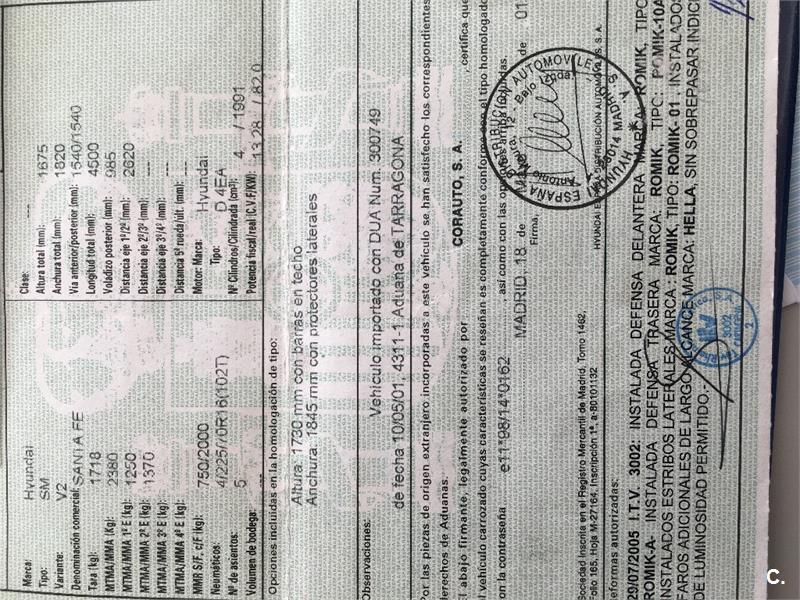 Marca: Hyundai
Tipo: SM
Variante: V2
Denominación comercial: SANTA FE
Tara (kg): 1718
MTMA/MMA (Kg): 2380
MTMA/MMA 1º E (kg): 1250
MTMA/MMA 2º E (kg): 1370
MTMA/MMA 3º E (kg):
MTMA/MMA 4º E (kg):
MMR S/F, c/F (kg): 750/2000
Neumáticos: 4/225/70R16(102T)
Nº de asientos: 5
Volumen de bodega:
Clase: ---
Altura total (mm): 1675
Anchura total (mm): 1820
Vía anterior/posterior (mm): 1540/1540
Longitud total (mm): 4500
Voladizo posterior (mm): 985
Distancia eje 1º/2º (mm): 2620
Distancia eje 2º/3º (mm): ---
Distancia eje 3º/4º (mm): ---
Distancia 5ª rueda/últ. (mm): ---
Motor: Marca: Hyundai
Tipo: D 4EA
Nº Cilindros/Cilindrada (cm³): 4 / 1991
Potencia fiscal/real (C.V.F/KW): 13.28 / 82.0
Opciones incluidas en la homologación de tipo:
Altura: 1730 mm con barras en techo
Anchura: 1845 mm con protectores laterales
Observaciones:
Vehículo importado con DUA Num. 300749
de fecha 10/05/01, 4311-1 Aduana de TARRAGONA
Por las piezas de origen extranjero incorporadas a este vehículo se han satisfecho los correspondientes
derechos de Aduanas.
El abajo firmante, legalmente autorizado por CORAUTO, S. A. , certifica que
el vehículo carrozado cuyas características se reseñan es completamente conforme con el tipo homologado
con la contraseña e11*98/14*0162 así como con las opciones arriba incluidas.
MADRID, 18 de de 01
Firma,
HYUNDAI ESPAÑA DISTRIBUCIÓN AUTOMÓVILES, S. A.
Sociedad inscrita en el Registro Mercantil de Madrid, Tomo 1462,
Folio 165, Hoja M-27164, Inscripción 1ª, a-86101132
Reformas autorizadas:
29/07/2005 I.T.V. 3002: INSTALADA DEFENSA DELANTERA MARCA: ROMIK, TIPO:
ROMIK-A. INSTALADA DEFENSA TRASERA MARCA: ROMIK, TIPO: ROMIK-10A
INSTALADOS ESTRIBOS LATERALES MARCA: ROMIK, TIPO: ROMIK- 01 . INSTALADOS
FAROS ADICIONALES DE LARGO ALCANCE MARCA: HELLA, SIN SOBREPASAR INDICE
DE LUMINOSIDAD PERMITIDO.-
3002
C.